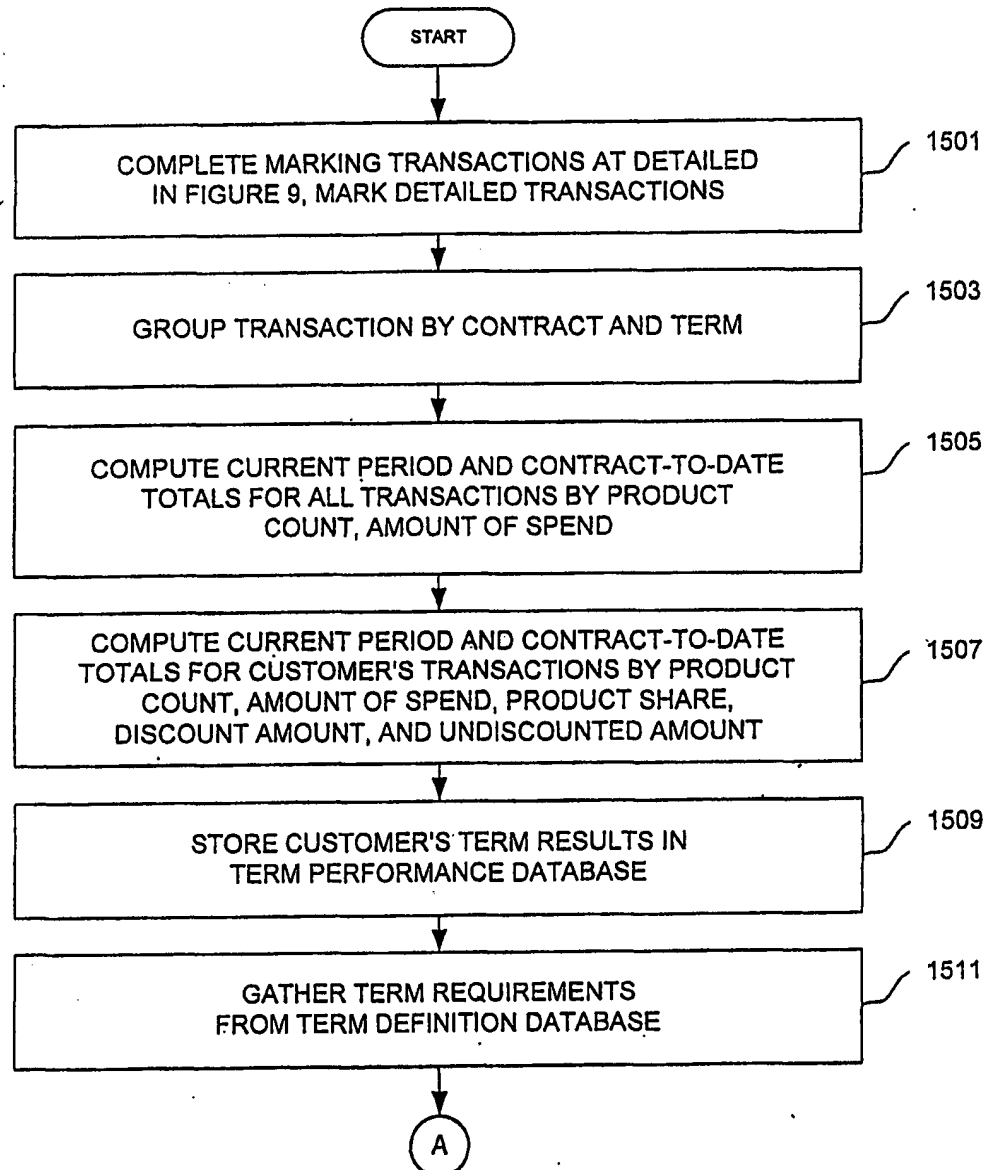 START
COMPLETE MARKING TRANSACTIONS AT DETAILED
IN FIGURE 9, MARK DETAILED TRANSACTIONS
1501
GROUP TRANSACTION BY CONTRACT AND TERM
1503
COMPUTE CURRENT PERIOD AND CONTRACT-TO-DATE
TOTALS FOR ALL TRANSACTIONS BY PRODUCT
COUNT, AMOUNT OF SPEND
1505
COMPUTE CURRENT PERIOD AND CONTRACT-TO-DATE
TOTALS FOR CUSTOMER'S TRANSACTIONS BY PRODUCT
COUNT, AMOUNT OF SPEND, PRODUCT SHARE,
DISCOUNT AMOUNT, AND UNDISCOUNTED AMOUNT
1507
STORE CUSTOMER'S TERM RESULTS IN
TERM PERFORMANCE DATABASE
1509
GATHER TERM REQUIREMENTS
FROM TERM DEFINITION DATABASE
1511
A